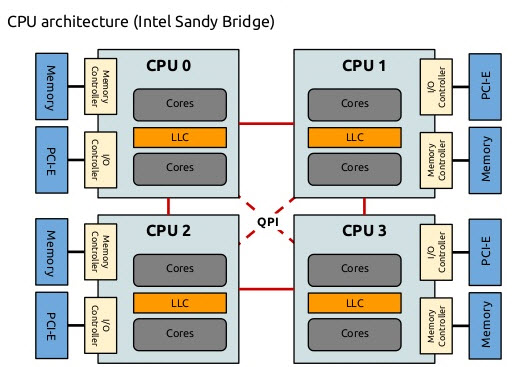 CPU architecture (Intel Sandy Bridge)
CPU 0
Memory
Memory
Controller
Cores
LLC
PCI-E
I/O
Controller
Cores
CPU 1
Cores
I/O
Controller
PCI-E
LLC
Cores
Memory
Controller
Memory
QPI
CPU 2
Memory
Memory
Controller
Cores
LLC
PCI-E
I/O
Controller
Cores
CPU 3
Cores
I/O
Controller
PCI-E
LLC
Cores
Memory
Controller
Memory